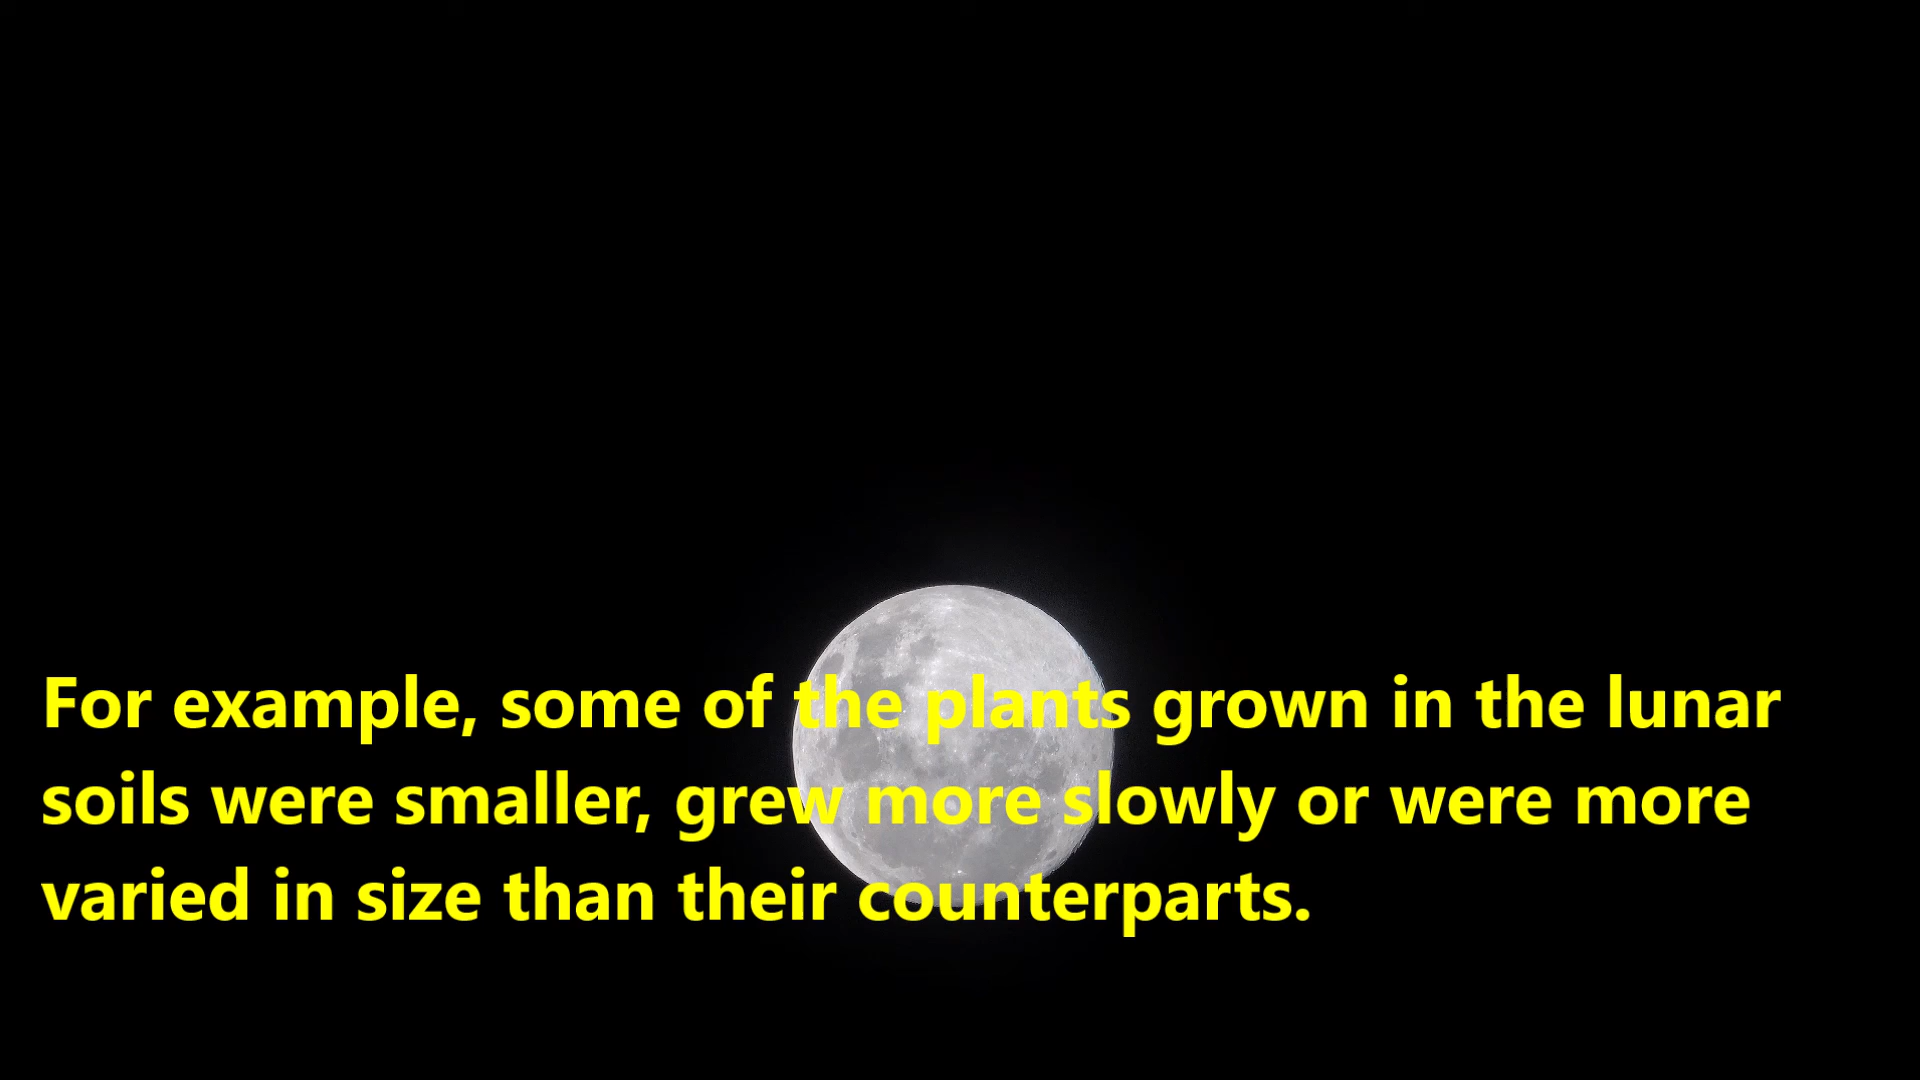 For example, some of the plants grown in the lunar
soils were smaller, grew more slowly or were more
varied in size than their counterparts.